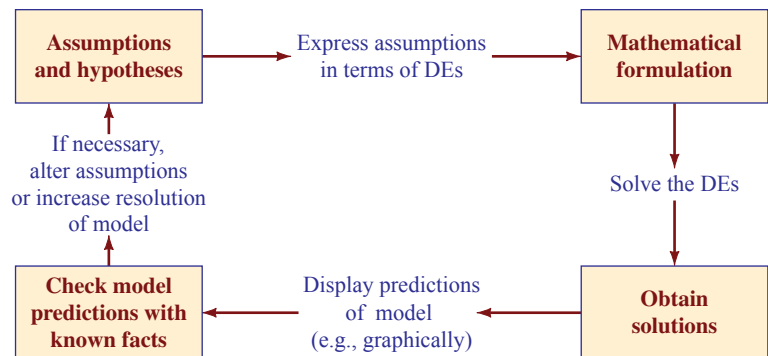 Assumptions
and hypotheses
Express assumptions
in terms of DEs
Mathematical
formulation
If necessary,
alter assumptions
or increase resolution
of model
Solve the DEs
Check model
predictions with
known facts
Display predictions
of model
(e.g., graphically)
Obtain
solutions